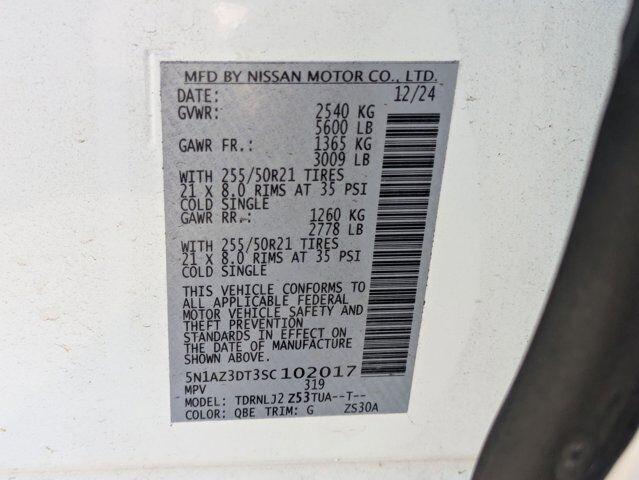 MFD BY NISSAN MOTOR CO., LTD.
DATE: 12/24
GVWR: 2540 KG
5600 LB
GAWR FR.: 1365 KG
3009 LB
WITH 255/50R21 TIRES
21 X 8.0 RIMS AT 35 PSI
COLD SINGLE
GAWR RR.: 1260 KG
2778 LB
WITH 255/50R21 TIRES
21 X 8.0 RIMS AT 35 PSI
COLD SINGLE
THIS VEHICLE CONFORMS TO
ALL APPLICABLE FEDERAL
MOTOR VEHICLE SAFETY AND
THEFT PREVENTION
STANDARDS IN EFFECT ON
THE DATE OF MANUFACTURE
SHOWN ABOVE.
5N1AZ3DT3SC102017
MPV 319
MODEL: TDRNLJ2 Z53TUA--T--
COLOR: QBE TRIM: G ZS30A